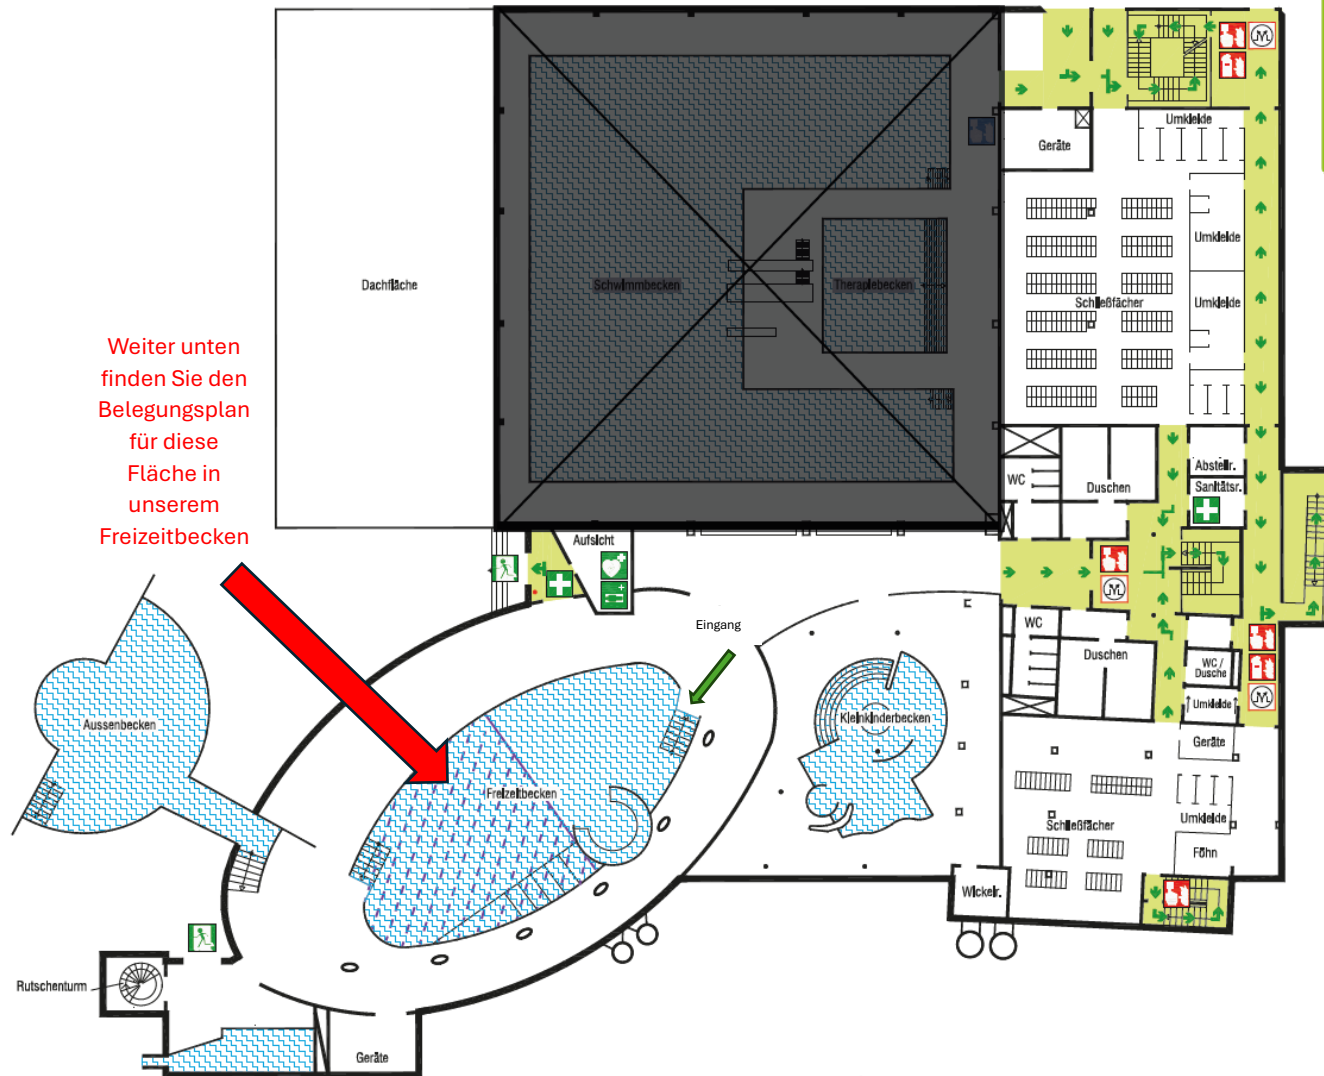 Umkleide
Geräte
Umkleide
Dachfläche
Schwimmbecken
Therapiebecken
Schließfächer
Umkleide
Weiter unten
finden Sie den
Belegungsplan
für diese
Fläche in
unserem
Freizeitbecken
WC
Duschen
Abstellr.
Sanitätsr.
Aufsicht
Eingang
WC
Duschen
WC /
Dusche
Umkleide
Aussenbecken
Kleinkinderbecken
Geräte
Freizeitbecken
Schließfächer
Umkleide
Föhn
Wickelr.
Rutschenturm
Geräte